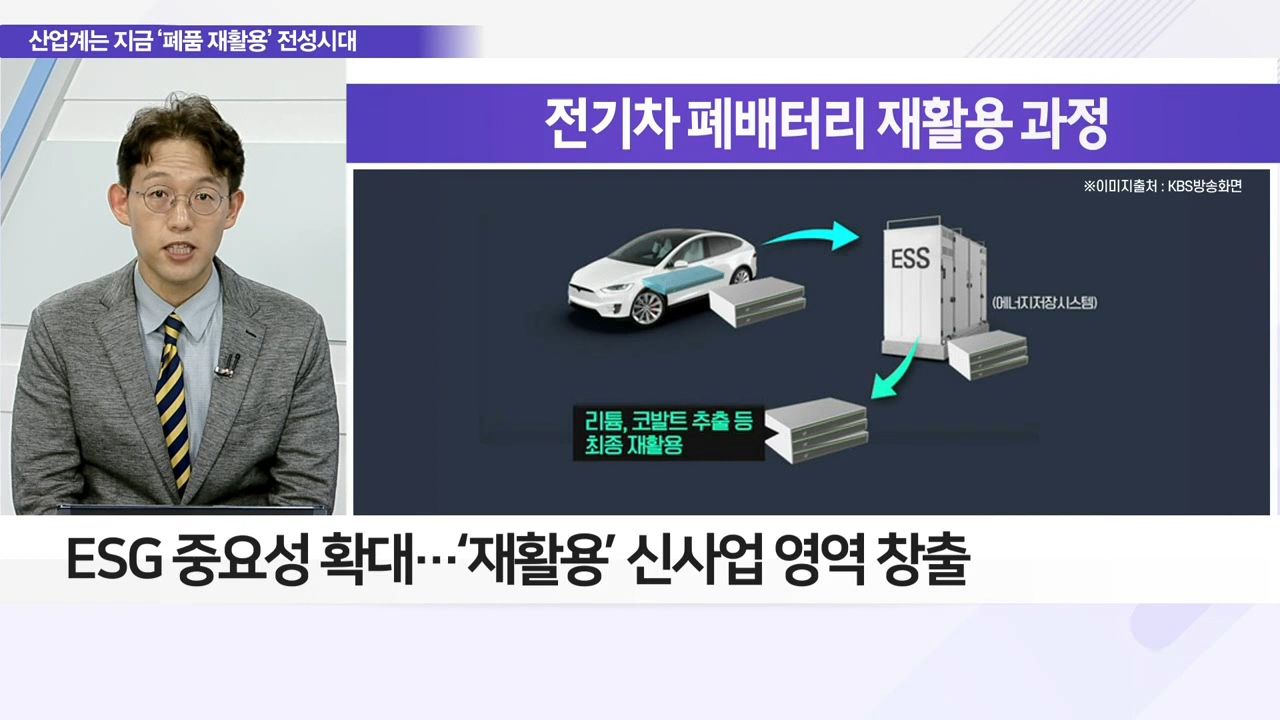 산업계는 지금 ‘폐품 재활용’ 전성시대
전기차 폐배터리 재활용 과정
※이미지출처 : KBS방송화면
ESS
(에너지저장시스템)
리튬, 코발트 추출 등
최종 재활용
ESG 중요성 확대…‘재활용’ 신사업 영역 창출